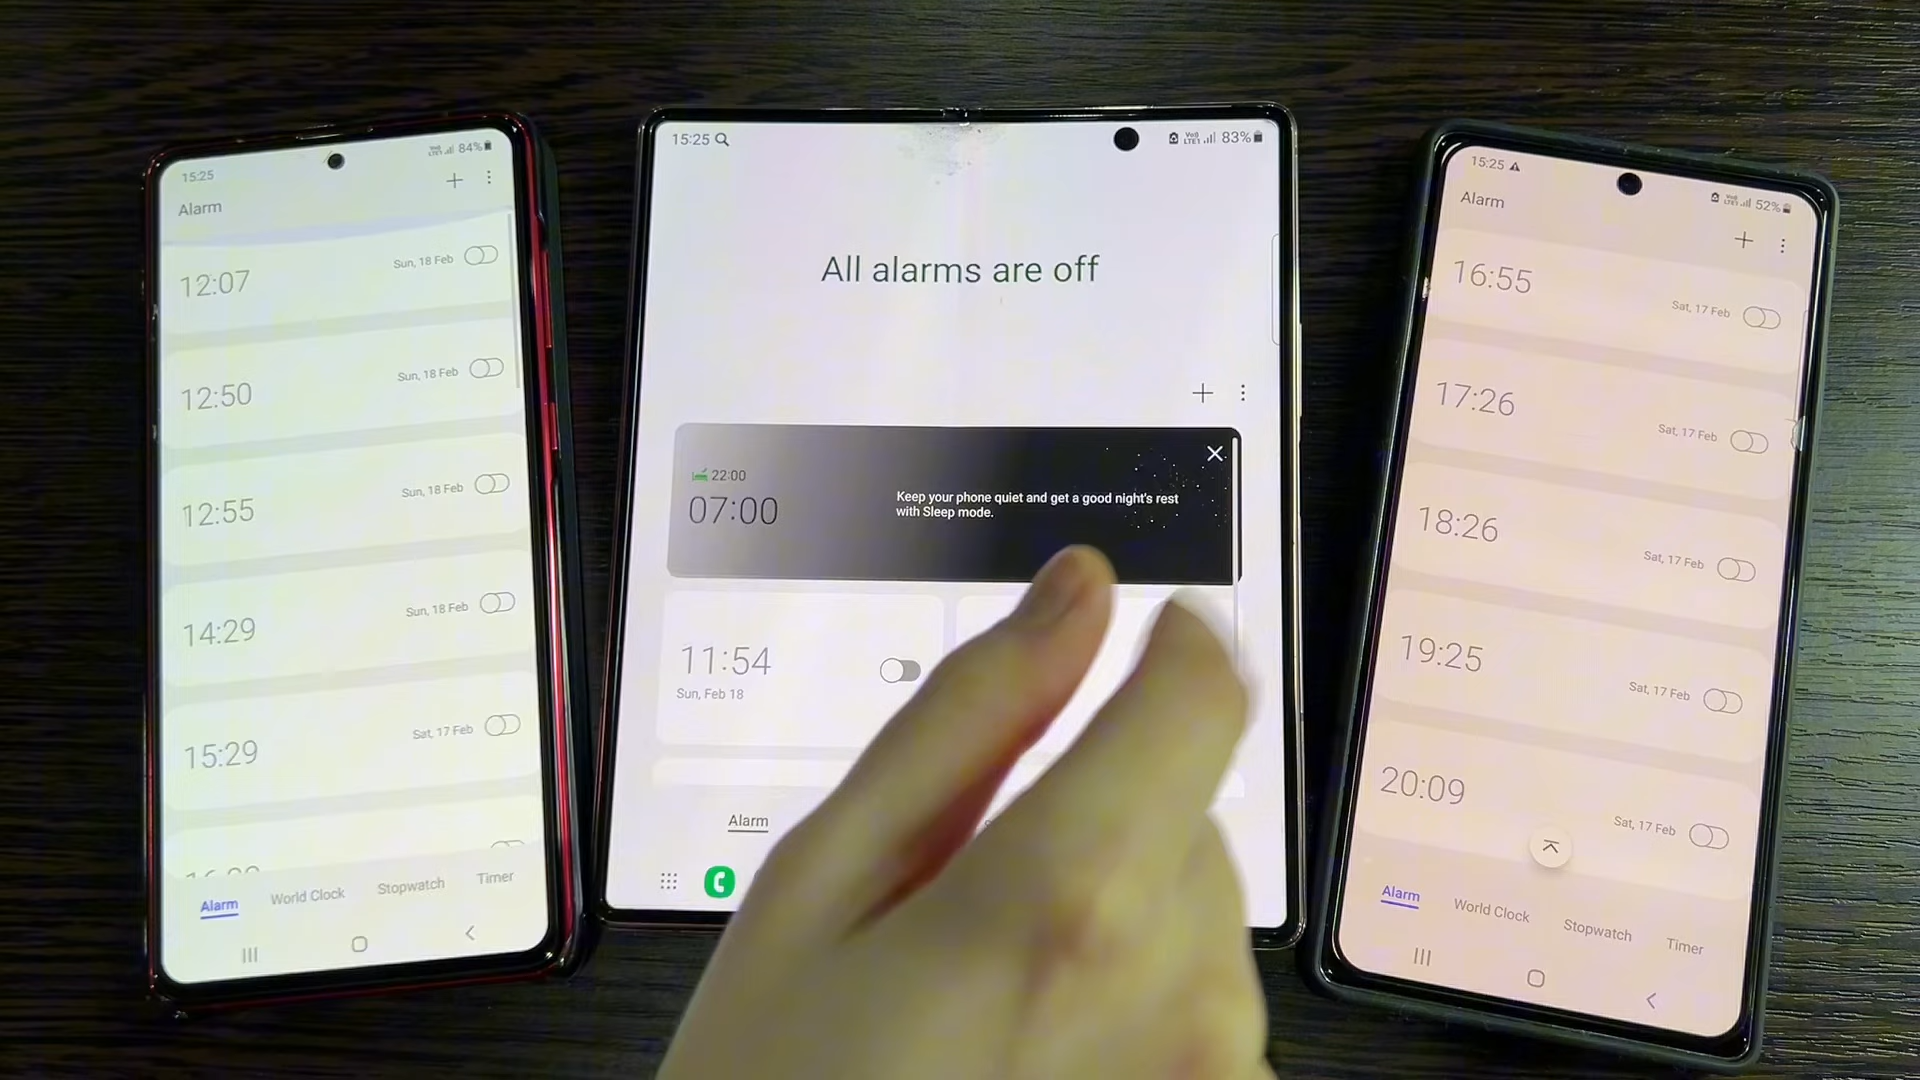 15:25
84%
Alarm
12:07
Sun, 18 Feb
12:50
Sun, 18 Feb
12:55
Sun, 18 Feb
14:29
Sun, 18 Feb
15:29
Sat, 17 Feb
Alarm
World Clock
Stopwatch
Timer
15:25
83%
All alarms are off
22:00
07:00
Keep your phone quiet and get a good night's rest
with Sleep mode.
11:54
Sun, Feb 18
Alarm
15:25
52%
Alarm
16:55
Sat, 17 Feb
17:26
Sat, 17 Feb
18:26
Sat, 17 Feb
19:25
Sat, 17 Feb
20:09
Sat, 17 Feb
Alarm
World Clock
Stopwatch
Timer